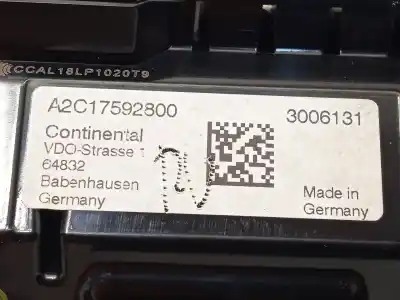 CCAL18LP1020T9
A2C17592800
3006131
Continental
VDO-Strasse 1
64832
Babenhausen
Germany
Made in
Germany